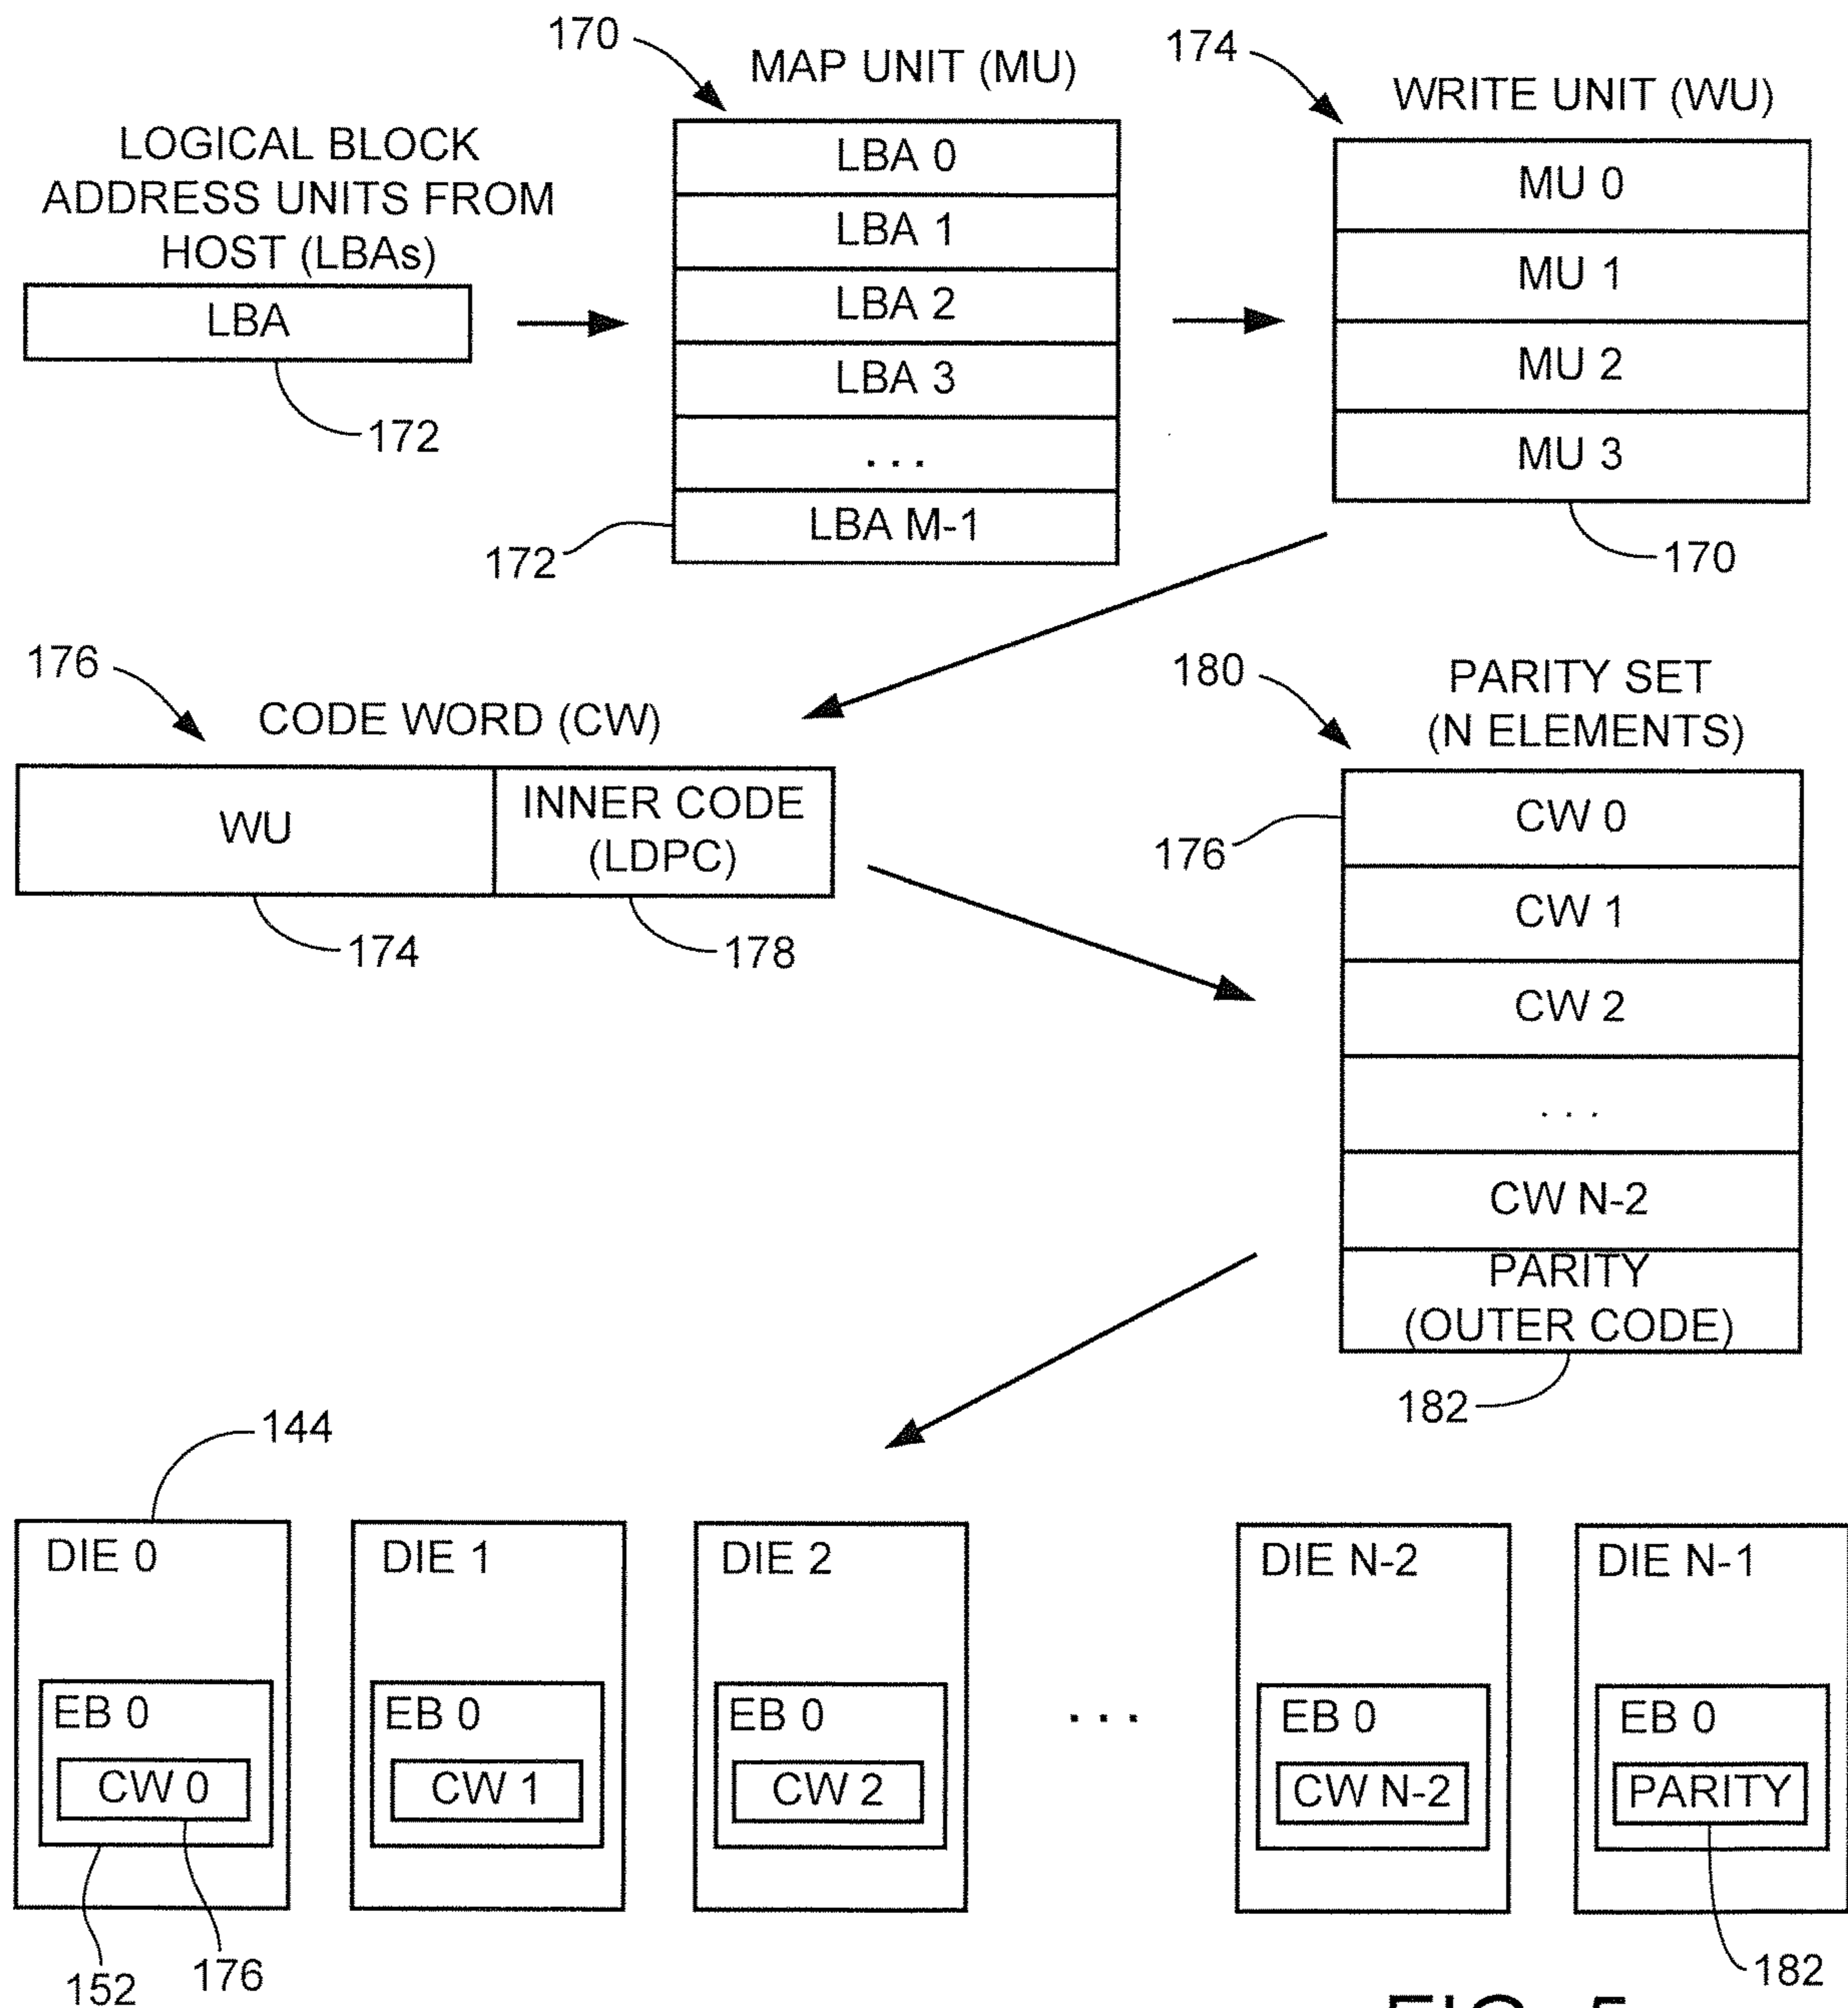 170
MAP UNIT (MU)
174
WRITE UNIT (WU)
LOGICAL BLOCK
ADDRESS UNITS FROM
HOST (LBAs)
LBA
172
LBA 0
LBA 1
LBA 2
LBA 3
...
LBA M-1
172
MU 0
MU 1
MU 2
MU 3
170
176
CODE WORD (CW)
WU
INNER CODE
(LDPC)
174
178
180
PARITY SET
(N ELEMENTS)
CW 0
176
CW 1
CW 2
...
CW N-2
PARITY
(OUTER CODE)
182
144
DIE 0
EB 0
CW 0
152
176
DIE 1
EB 0
CW 1
DIE 2
EB 0
CW 2
...
DIE N-2
EB 0
CW N-2
DIE N-1
EB 0
PARITY
182